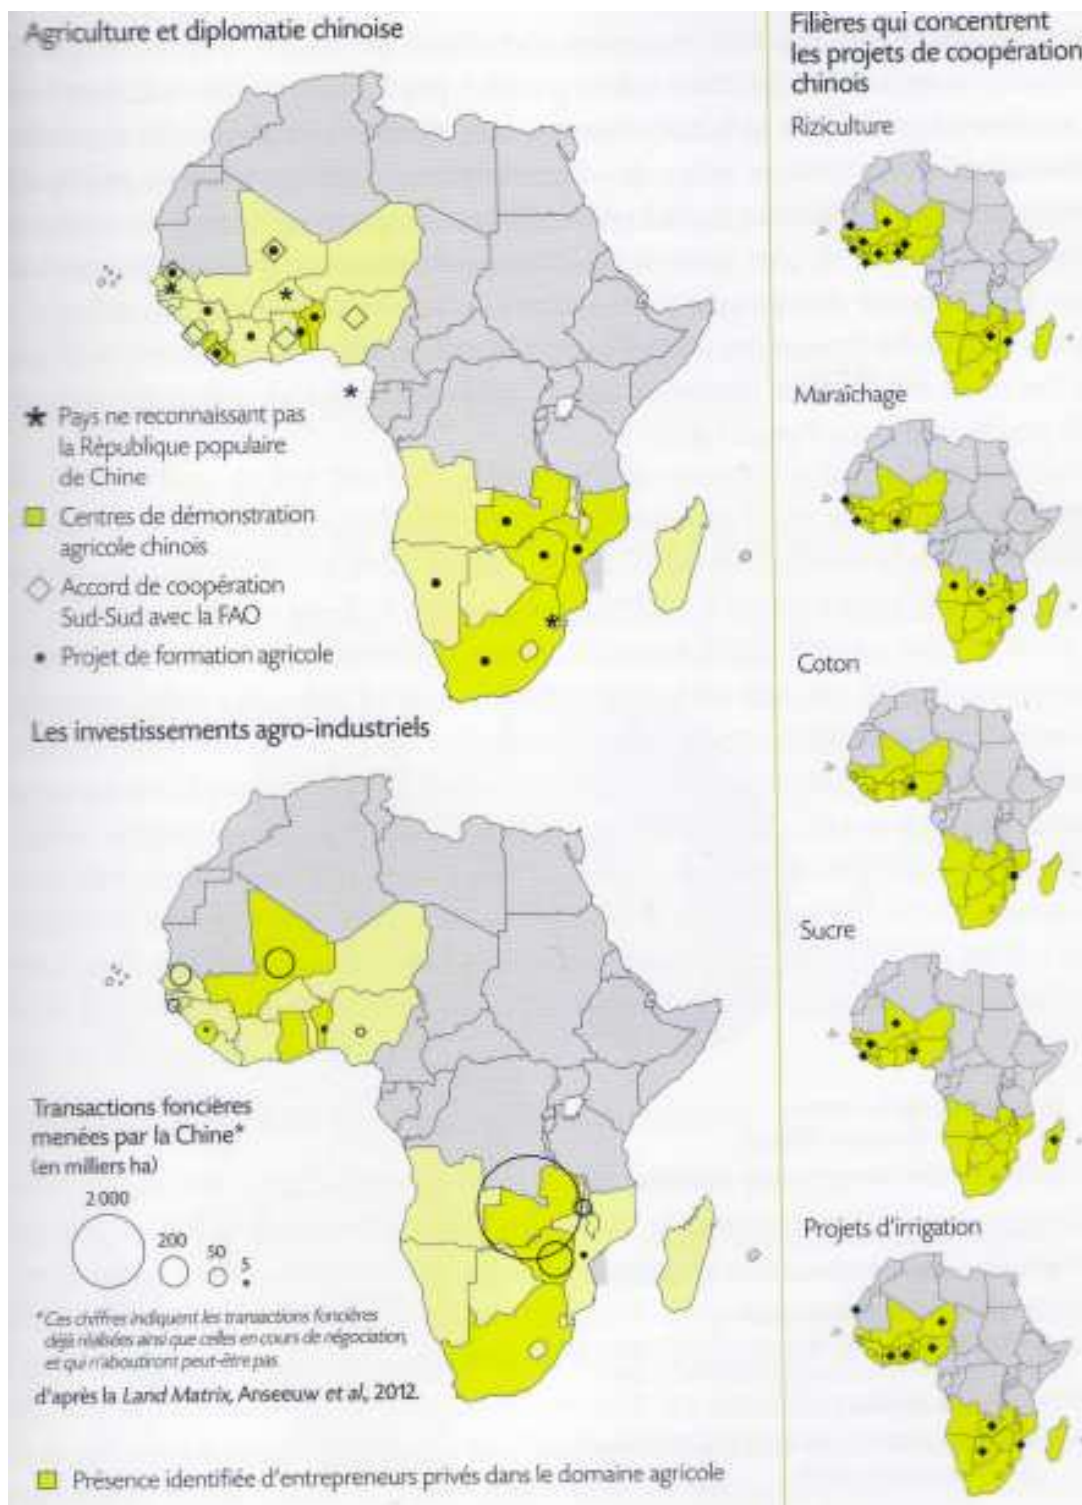 Agriculture et diplomatie chinoise
★ Pays ne reconnaissant pas
la République populaire
de Chine
Centres de démonstration
agricole chinois
Accord de coopération
Sud-Sud avec la FAO
• Projet de formation agricole
Les investissements agro-industriels
Transactions foncières
menées par la Chine*
(en milliers ha)
2 000
200
50
5
*Ces chiffres indiquent les transactions foncières
déjà réalisées ainsi que celles en cours de négociation,
et qui n'aboutiront peut-être pas.
d'après la Land Matrix, Anseeuw et al, 2012.
Présence identifiée d'entrepreneurs privés dans le domaine agricole
Filières qui concentrent
les projets de coopération
chinois
Riziculture
Maraîchage
Coton
Sucre
Projets d'irrigation